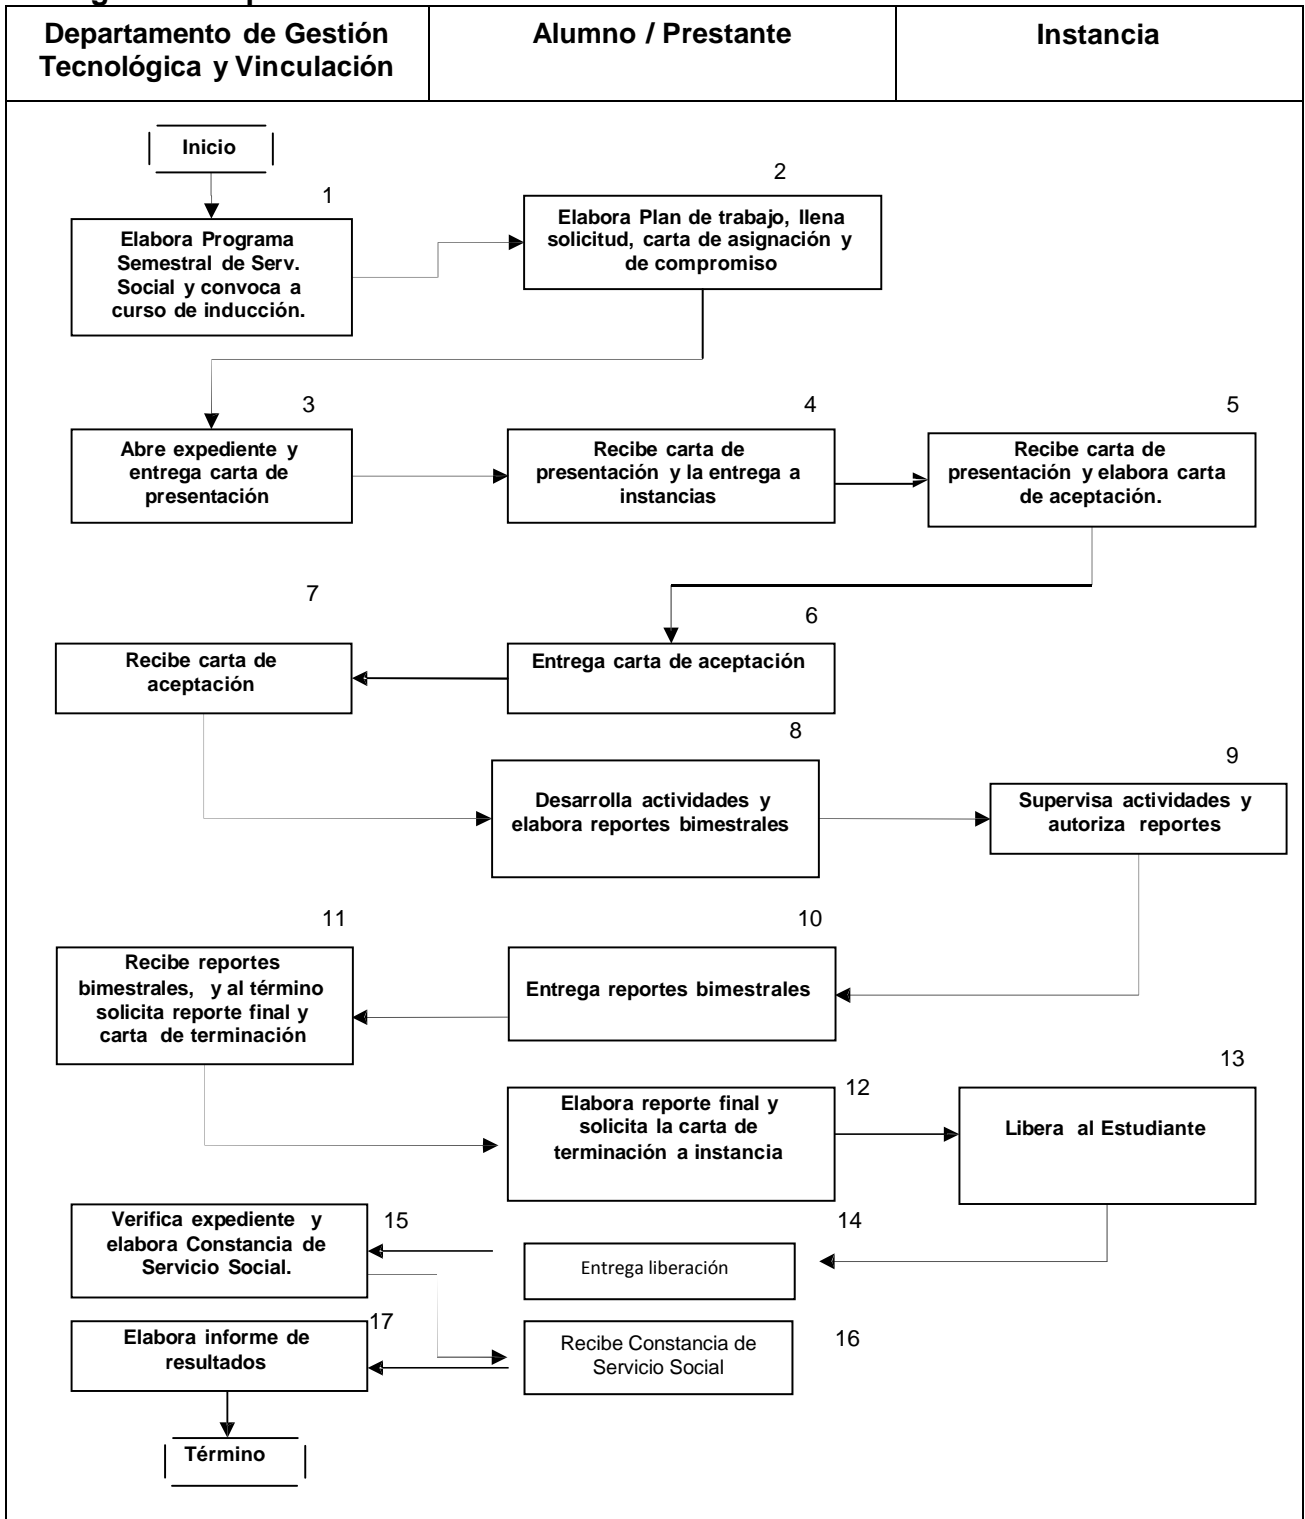 Departamento de Gestión
Tecnológica y Vinculación
Alumno / Prestante
Instancia
Inicio
1
Elabora Programa
Semestral de Serv.
Social y convoca a
curso de inducción.
2
Elabora Plan de trabajo, llena
solicitud, carta de asignación y
de compromiso
3
Abre expediente y
entrega carta de
presentación
4
Recibe carta de
presentación y la entrega a
instancias
5
Recibe carta de
presentación y elabora carta
de aceptación.
6
Entrega carta de aceptación
7
Recibe carta de
aceptación
8
Desarrolla actividades y
elabora reportes bimestrales
9
Supervisa actividades y
autoriza reportes
10
Entrega reportes bimestrales
11
Recibe reportes
bimestrales, y al término
solicita reporte final y
carta de terminación
12
Elabora reporte final y
solicita la carta de
terminación a instancia
13
Libera al Estudiante
14
Entrega liberación
15
Verifica expediente y
elabora Constancia de
Servicio Social.
16
Recibe Constancia de
Servicio Social
17
Elabora informe de
resultados
Término